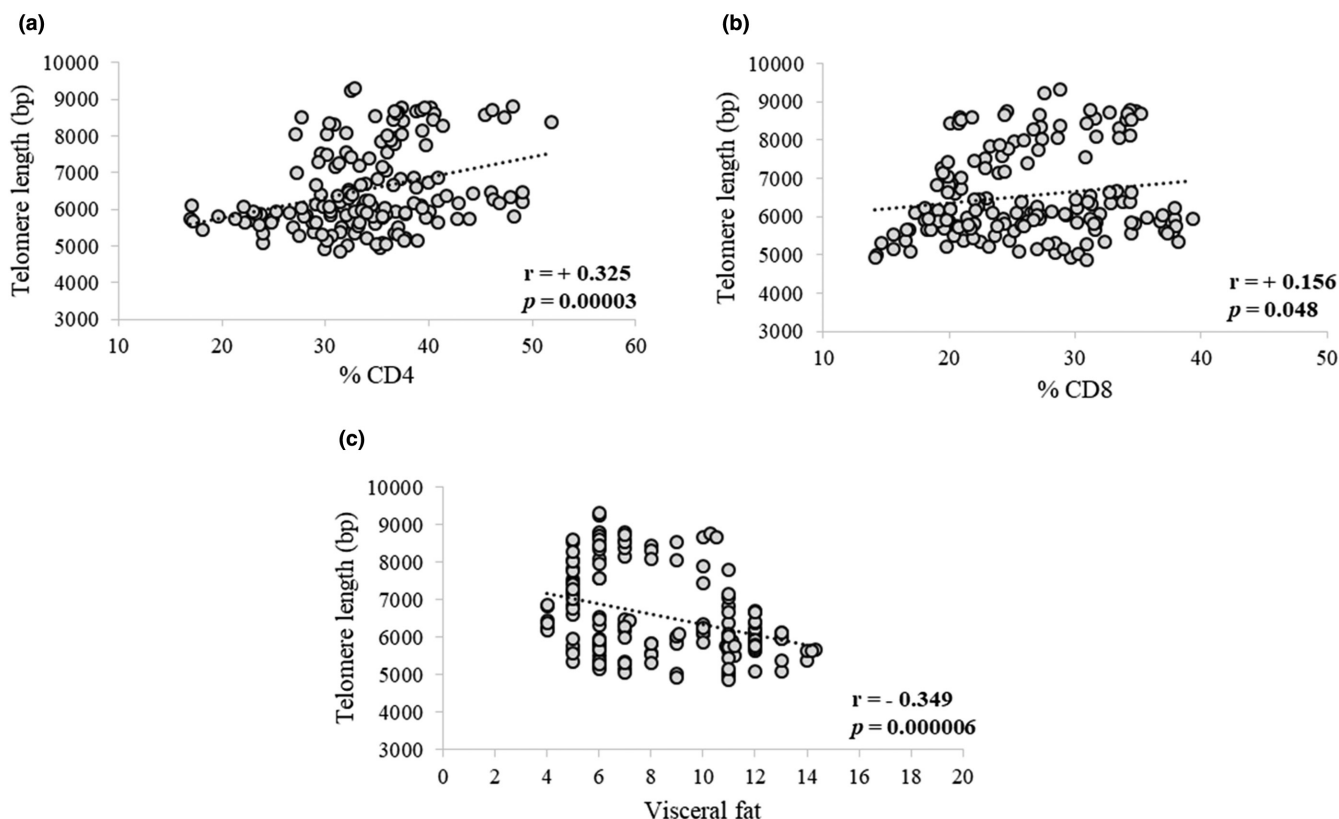 (a)
10000
9000
8000
7000
6000
5000
4000
3000
Telomere length (bp)
10 20 30 40 50 60
% CD4
r = + 0.325
p = 0.00003
(b)
10000
9000
8000
7000
6000
5000
4000
3000
Telomere length (bp)
10 20 30 40 50
% CD8
r = + 0.156
p = 0.048
(c)
10000
9000
8000
7000
6000
5000
4000
3000
Telomere length (bp)
0 2 4 6 8 10 12 14 16 18 20
Visceral fat
r = - 0.349
p = 0.000006